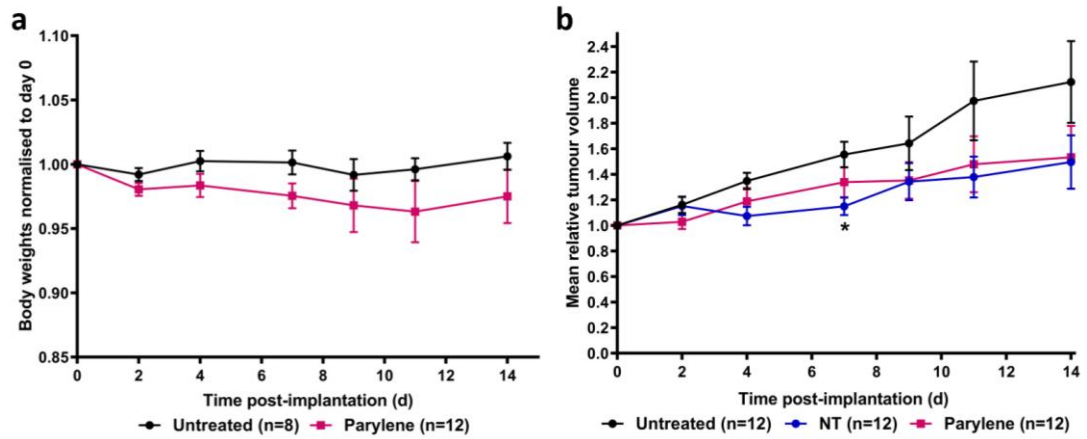 a
Body weights normalised to day 0
1.10
1.05
1.00
0.95
0.90
0.85
0 2 4 6 8 10 12 14
Time post-implantation (d)
Untreated (n=8) Parylene (n=12)
b
Mean relative tumour volume
2.4
2.2
2.0
1.8
1.6
1.4
1.2
1.0
0.8
0.6
0.4
0.2
0.0
*
0 2 4 6 8 10 12 14
Time post-implantation (d)
Untreated (n=12) NT (n=12) Parylene (n=12)